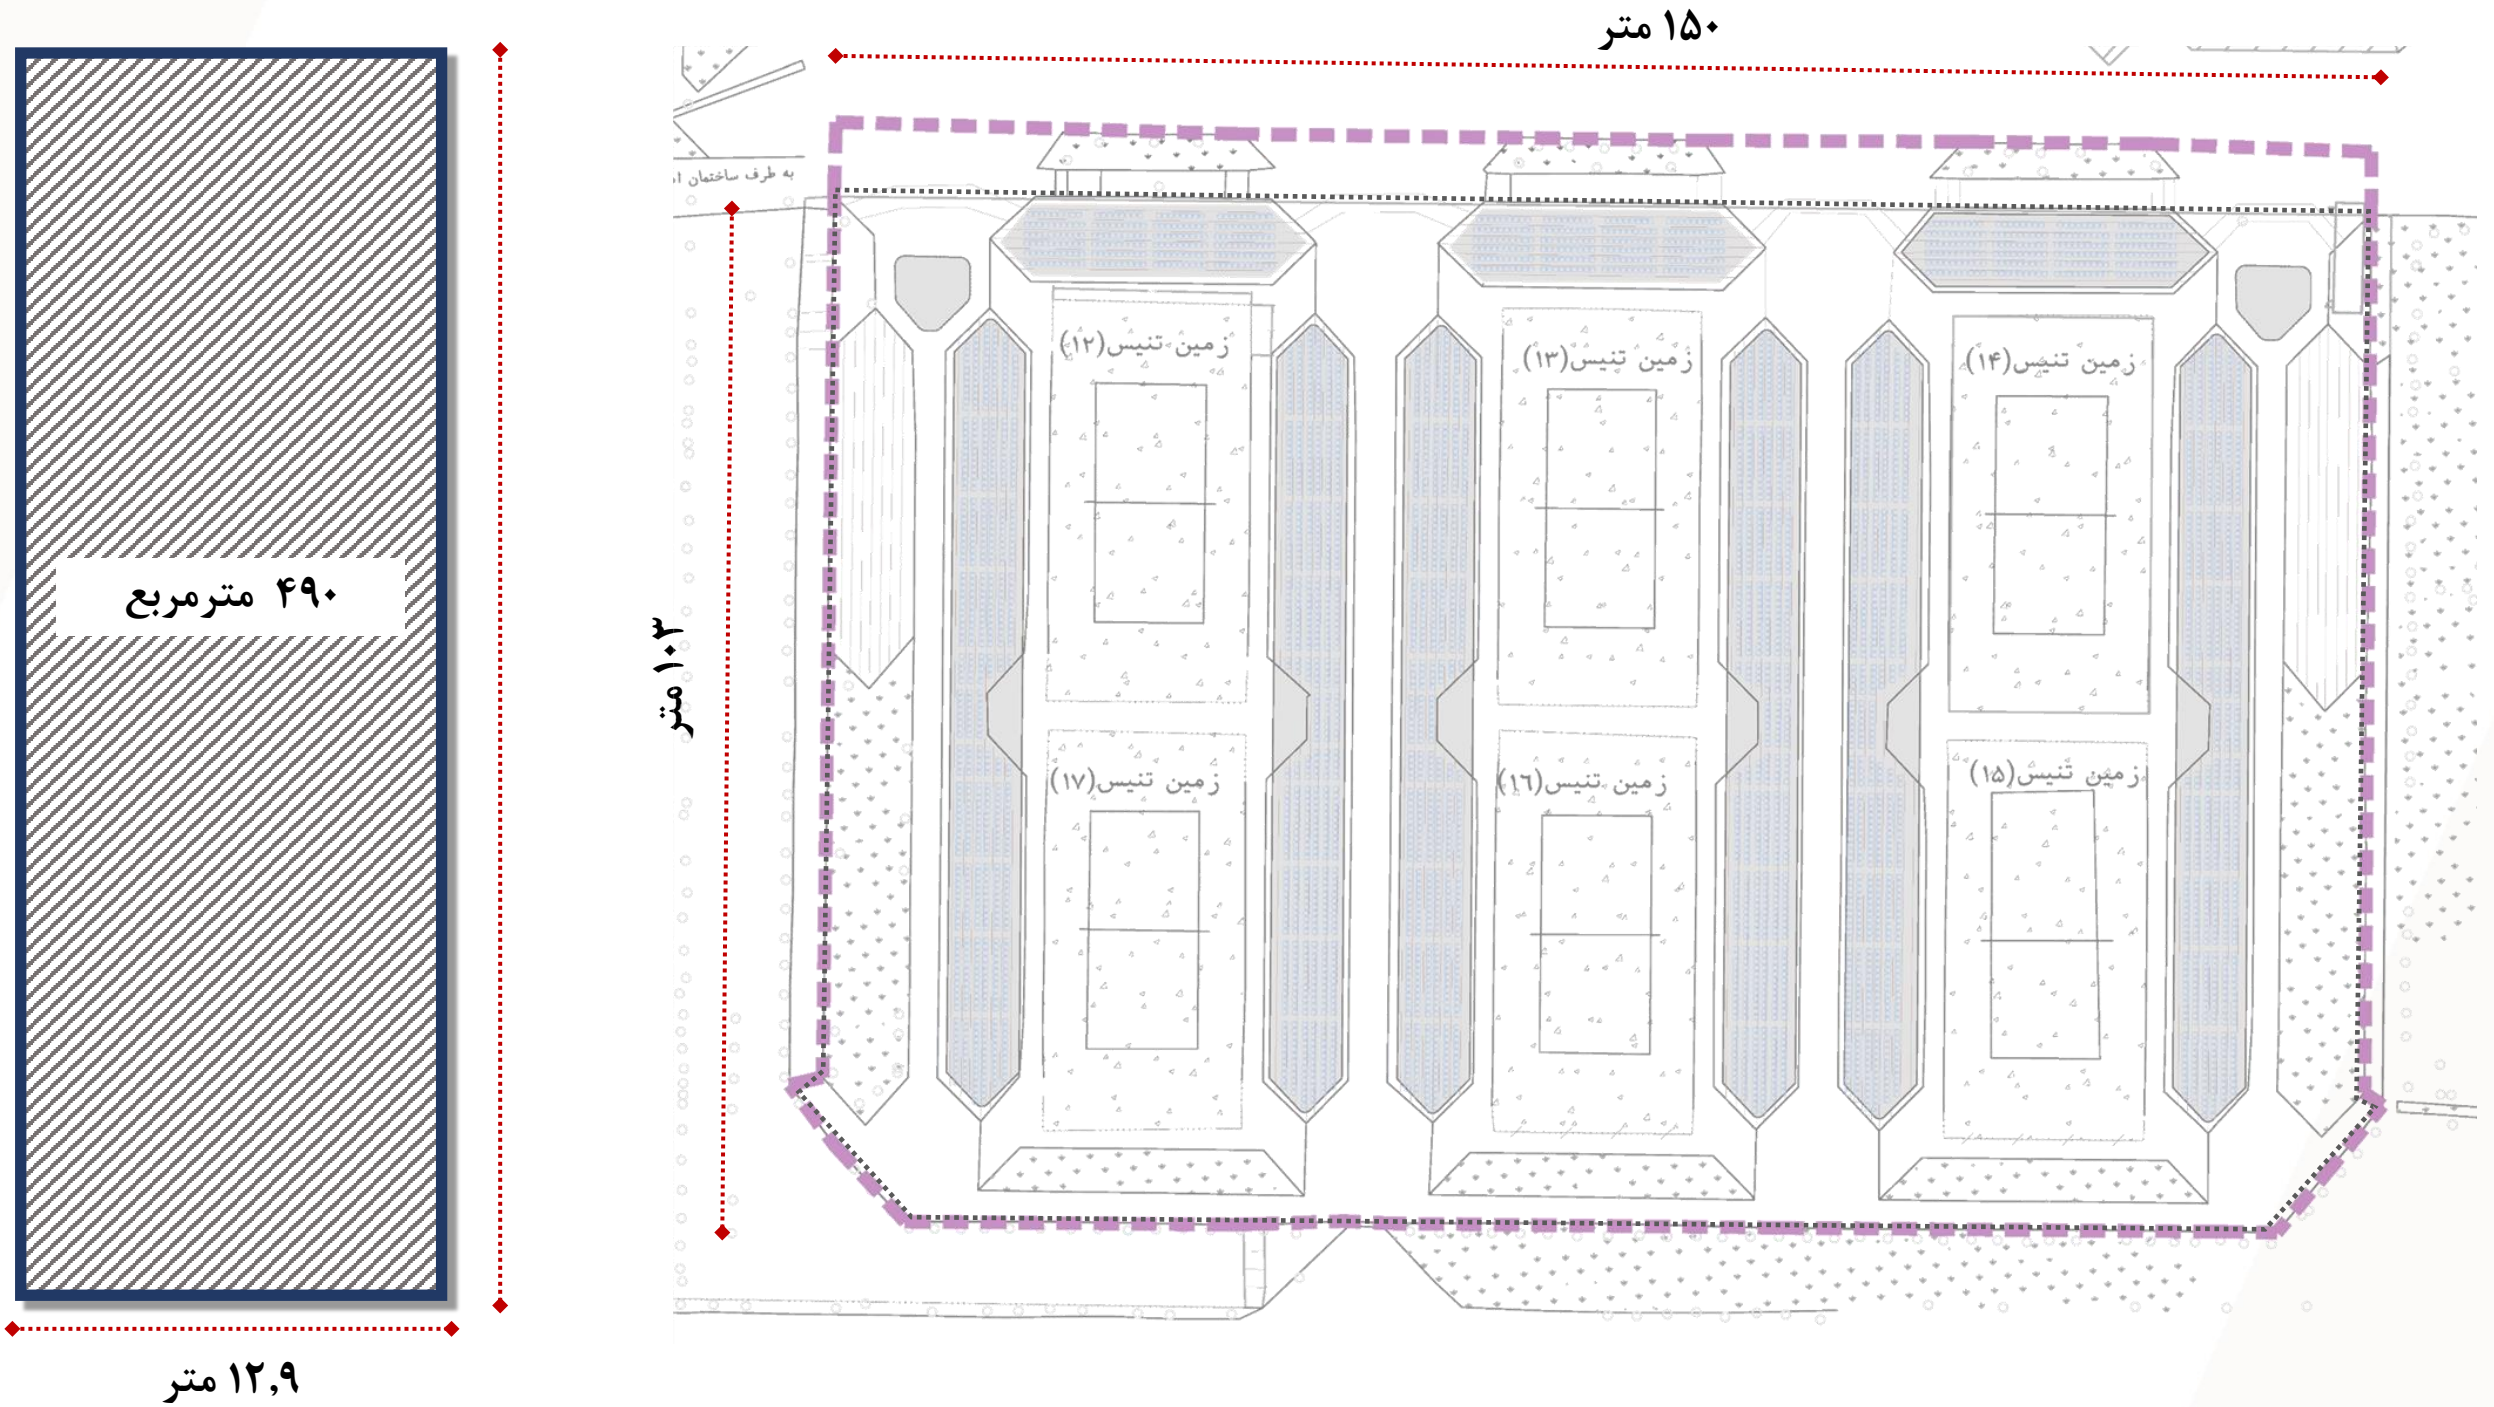 ۱۵۰ متر
به طرف ساختمان
زمین تنیس(۱۲)
زمین تنیس(۱۳)
زمین تنیس(۱۴)
۴۹۰ مترمربع
۱۰۳ متر
زمین تنیس(۱۷)
زمین تنیس(۱۶)
زمین تنیس(۱۵)
۱۲,۹ متر